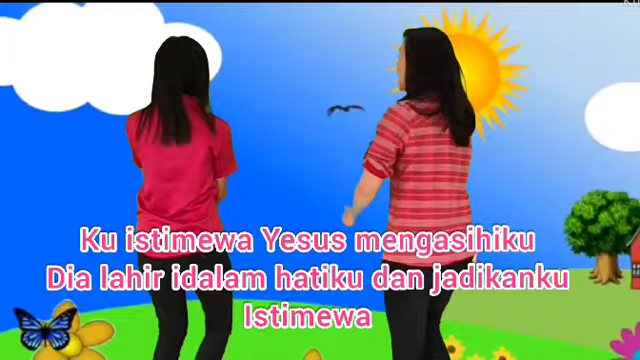 Ku istimewa Yesus mengasihiku
Dia lahir idalam hatiku dan jadikanku
Istimewa